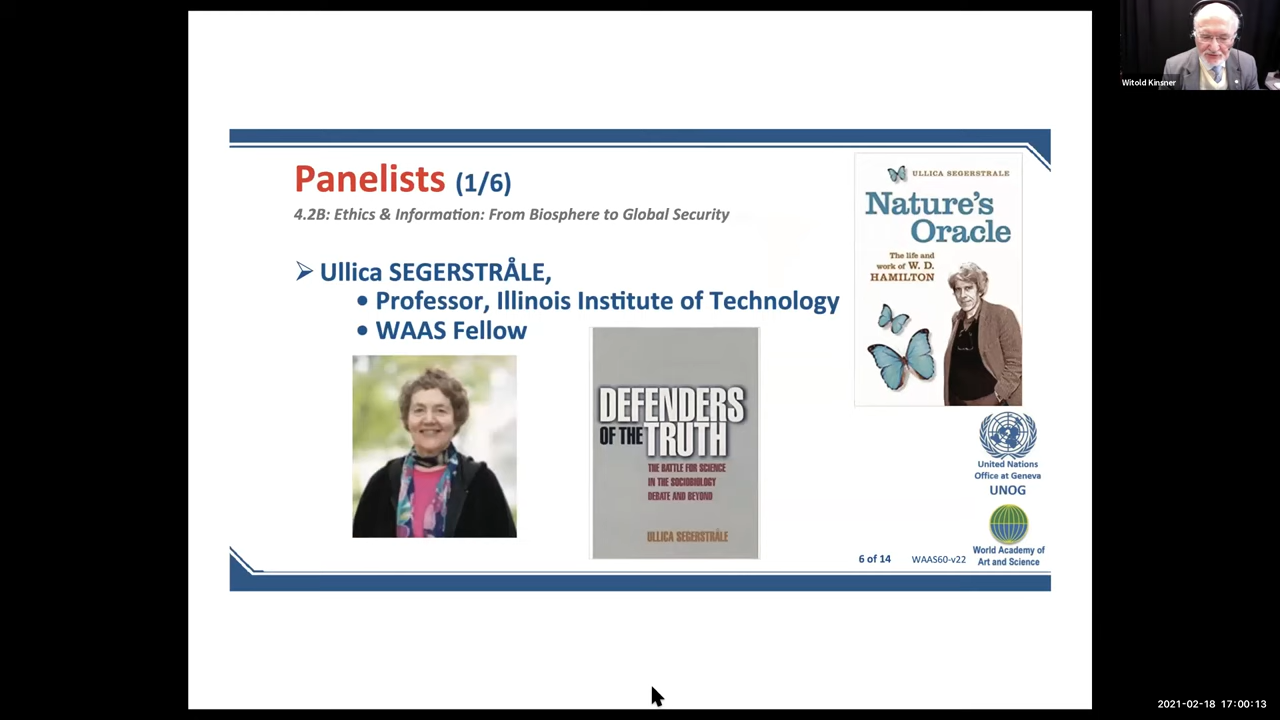 Panelists (1/6)
4.2B: Ethics & Information: From Biosphere to Global Security
➢ Ullica SEGERSTRÅLE,
• Professor, Illinois Institute of Technology
• WAAS Fellow
ULLICA SEGERSTRALE
Nature's
Oracle
The life and
work of W. D.
HAMILTON
DEFENDERS
OF THE TRUTH
THE BATTLE FOR SCIENCE
IN THE SOCIOBIOLOGY
DEBATE AND BEYOND
ULLICA SEGERSTRÅLE
United Nations
Office at Geneva
UNOG
World Academy of
Art and Science
6 of 14
WAAS60-v22
Witold Kinsner
2021-02-18 17:00:13